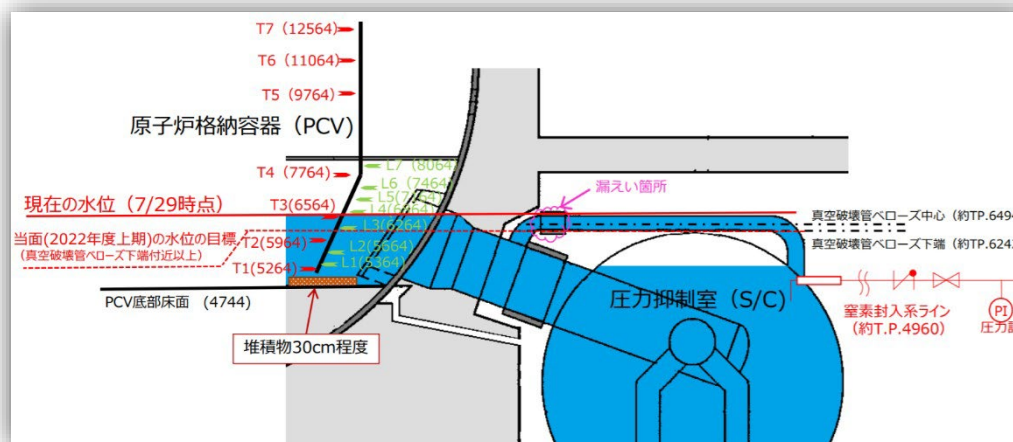 T7 (12564)
T6 (11064)
T5 (9764)
原子炉格納容器 (PCV)
T4 (7764)
L7 (8064)
L6 (7464)
漏えい箇所
現在の水位 (7/29時点)
T3(6564)
当面(2022年度上期)の水位の目標
(真空破壊管ベローズ下端付近以上)
T2(5964)
L2(5664)
T1(5264)
L1(5364)
真空破壊管ベローズ中心 (約TP.649
真空破壊管ベローズ下端 (約TP.624
PCV底部床面 (4744)
圧力抑制室 (S/C)
窒素封入系ライン
(約T.P.4960)
PI
圧力
堆積物30cm程度